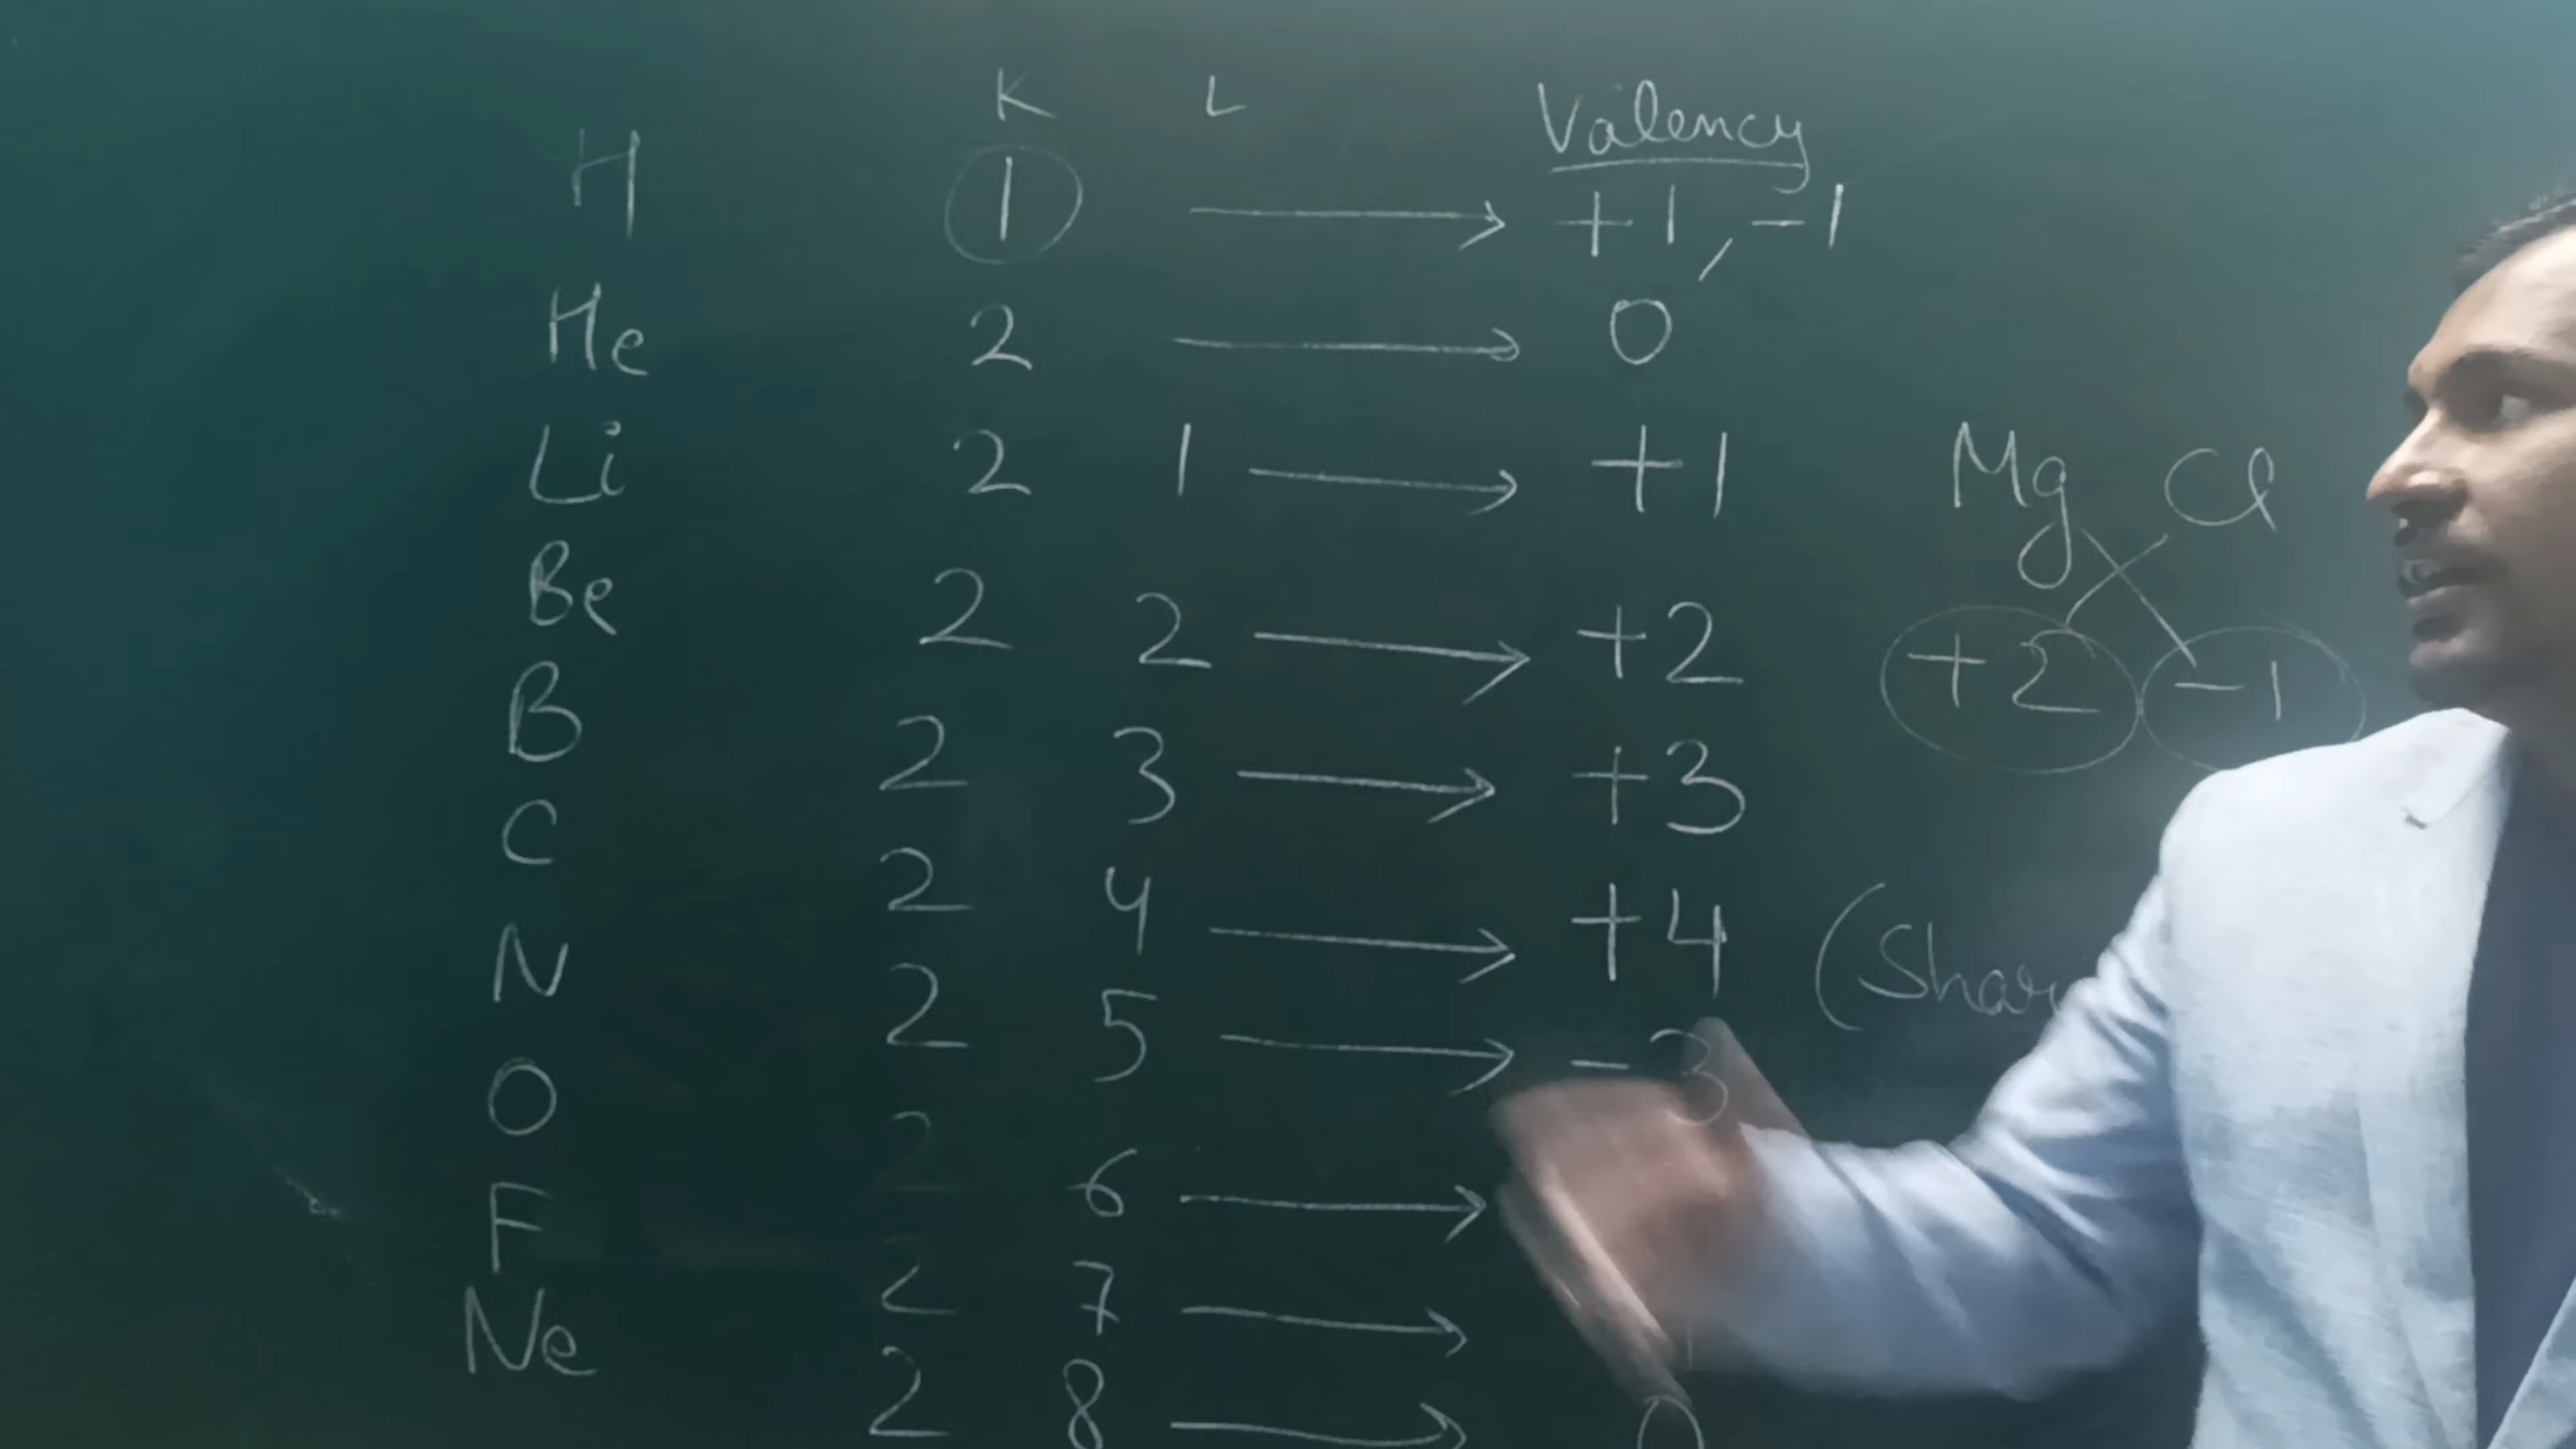 K L Valency
H 1 → +1, -1
He 2 → 0
Li 2 1 → +1
Be 2 2 → +2
B 2 3 → +3
C 2 4 → +4
N 2 5 → -3
O 2 6 →
F 2 7 →
Ne 2 8 → 0
Mg Cl
+2 -1
(Shar